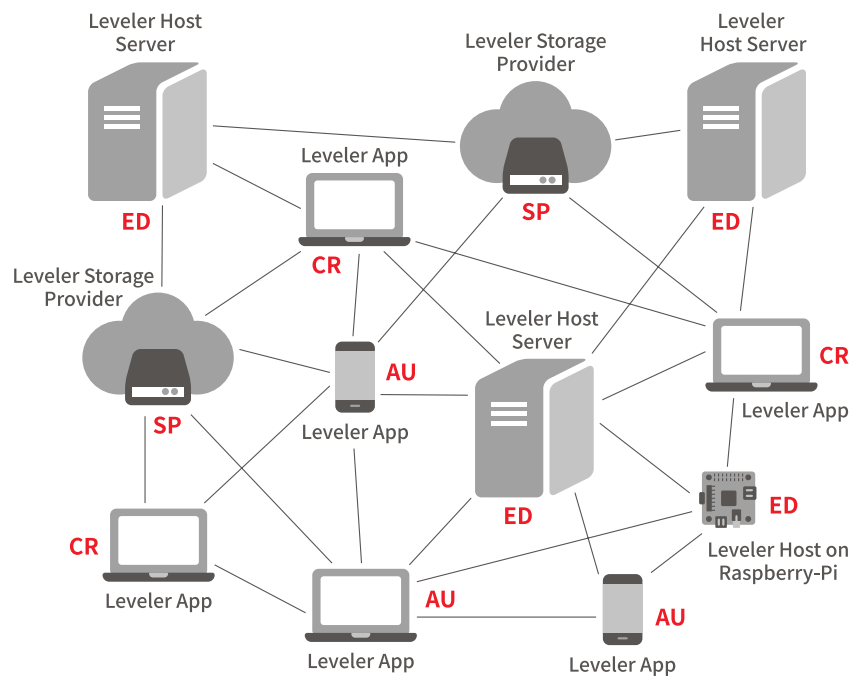 Leveler Host
Server
Leveler Storage
Provider
Leveler
Host Server
Leveler App
ED
SP
ED
CR
Leveler Storage
Provider
Leveler Host
Server
CR
AU
Leveler App
SP
Leveler App
ED
ED
CR
Leveler Host on
Raspberry-Pi
Leveler App
AU
AU
Leveler App
Leveler App